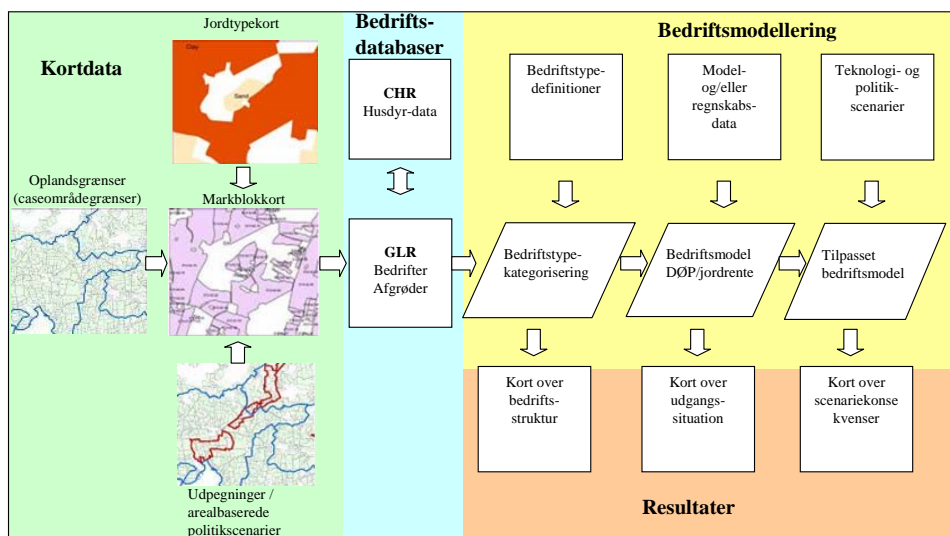 Jordtypekort
Clay
Sand
Kortdata
Oplandsgrænser
(caseområdegrænser)
Markblokkort
Udpegninger /
arealbaserede
politikscenarier
Bedrifts-
databaser
CHR
Husdyr-data
GLR
Bedrifter
Afgrøder
Bedriftsmodellering
Bedriftstype-
definitioner
Model-
og/eller
regnskabs-
data
Teknologi- og
politik-
scenarier
Bedriftstype-
kategorisering
Bedriftsmodel
DØP/jordrente
Tilpasset
bedriftsmodel
Kort over
bedrifts-
struktur
Kort over
udgangs-
situation
Kort over
scenariekonse
kvenser
Resultater